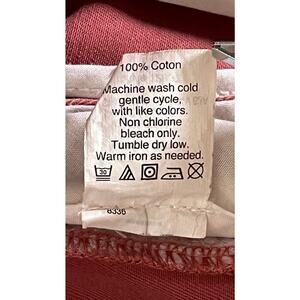 100% Coton
Machine wash cold
gentle cycle,
with like colors.
Non chlorine
bleach only.
Tumble dry low.
Warm iron as needed.
30
8336